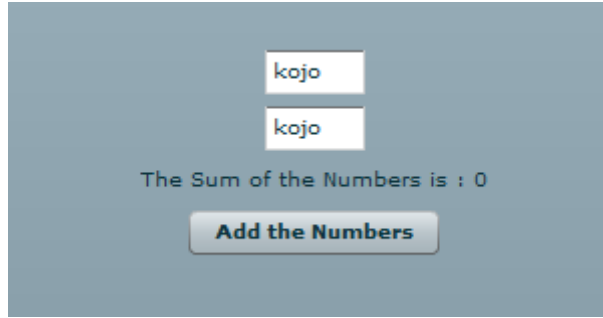 kojo
kojo
The Sum of the Numbers is : 0
Add the Numbers